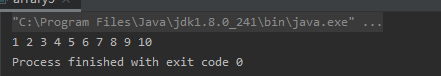 "C:\Program Files\Java\jdk1.8.0_241\bin\java.exe" ...
1 2 3 4 5 6 7 8 9 10
Process finished with exit code 0